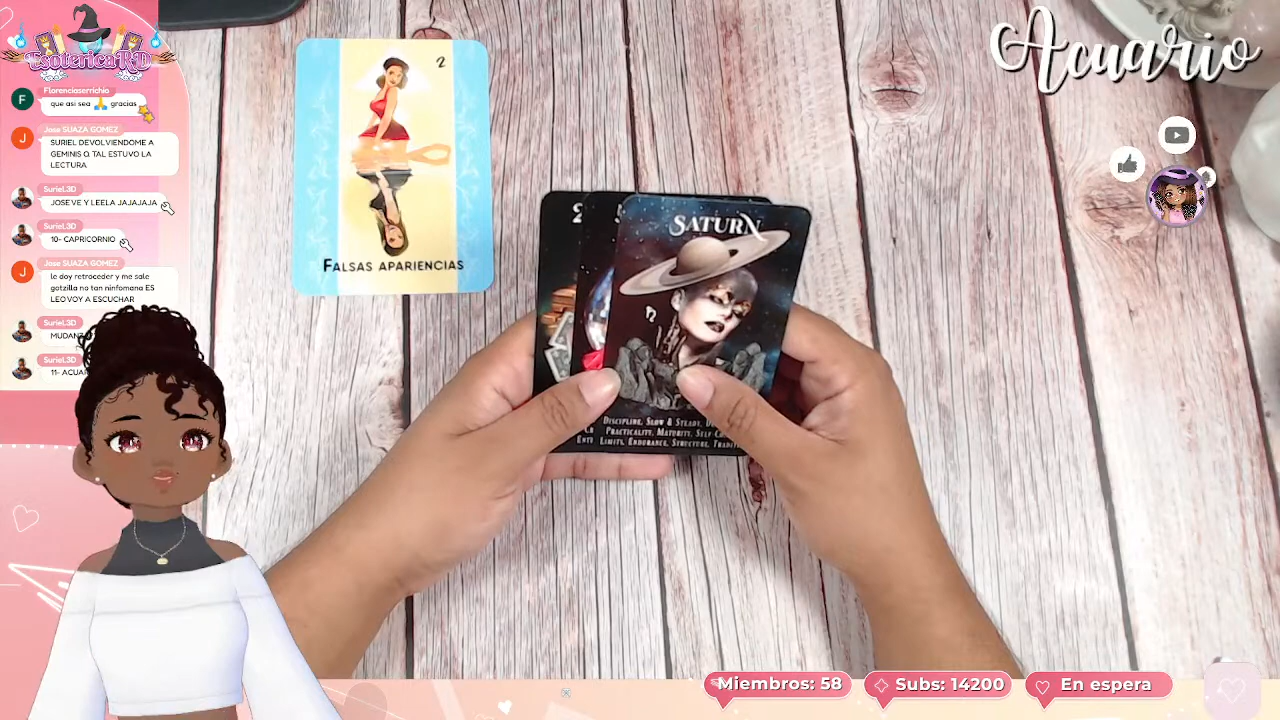 EsotericaRD
Florenciaserrichio
que asi sea 🙏 gracias
Jose SUAZA GOMEZ
SURIEL DEVOLVIENDOME A
GEMINIS Q TAL ESTUVO LA
LECTURA
Suriel.3D
JOSE VE Y LEELA JAJAJAJA
Suriel.3D
10- CAPRICORNIO
Jose SUAZA GOMEZ
le doy retroceder y me sale
gotzilla no tan ninfomana ES
LEO VOY A ESCUCHAR
Suriel.3D
Suriel.3D
2
FALSAS APARIENCIAS
SATURN
DISCIPLINE, SLOW & STEADY,
PRACTICALITY, MATURITY,
LIMITS, ENDURANCE, STRUCTURE,
Acuario
Miembros: 58
Subs: 14200
En espera